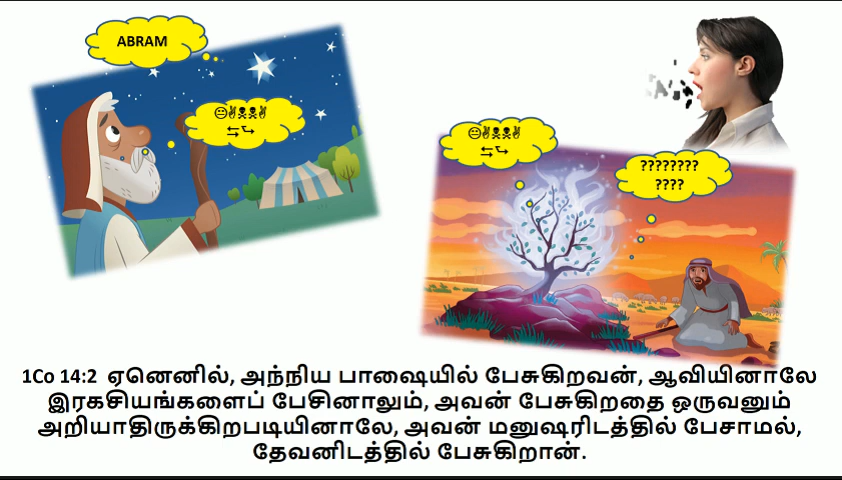 ABRAM
😐✌☠☠✌
⇆↪
😐✌☠☠✌
⇆↪
????????
????
1Co 14:2 ஏனெனில், அந்நிய பாஷையில் பேசுகிறவன், ஆவியினாலே
இரகசியங்களைப் பேசினாலும், அவன் பேசுகிறதை ஒருவனும்
அறியாதிருக்கிறபடியினாலே, அவன் மனுஷரிடத்தில் பேசாமல்,
தேவனிடத்தில் பேசுகிறான்.